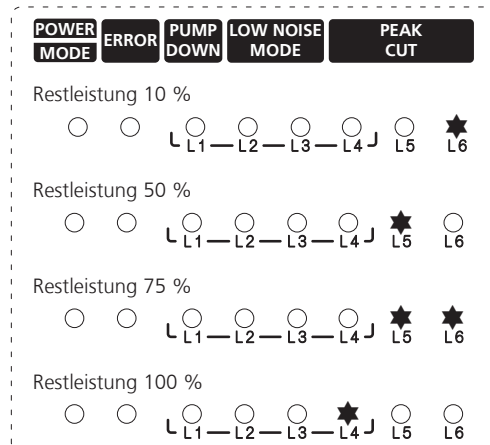 POWER MODE ERROR PUMP DOWN LOW NOISE MODE PEAK CUT
Restleistung 10 %
L1 L2 L3 L4 L5 L6
Restleistung 50 %
L1 L2 L3 L4 L5 L6
Restleistung 75 %
L1 L2 L3 L4 L5 L6
Restleistung 100 %
L1 L2 L3 L4 L5 L6